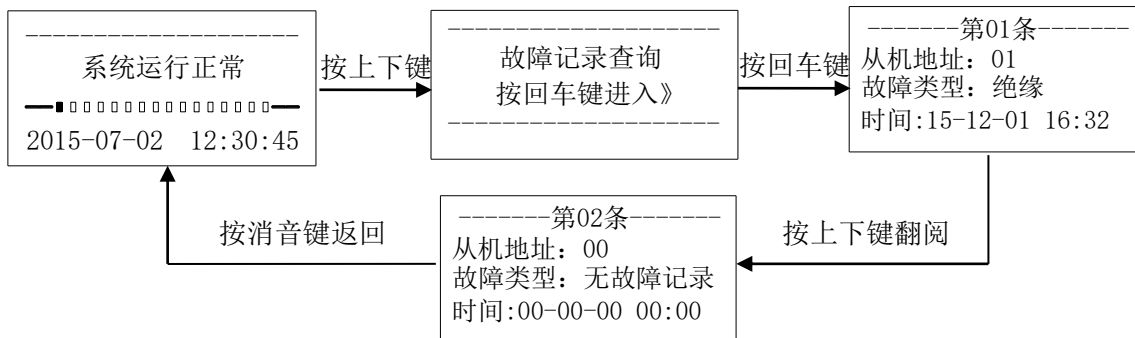 --------------------
系统运行正常
2015-07-02 12:30:45
按上下键
--------------------
故障记录查询
按回车键进入》
--------------------
按回车键
-------第01条-------
从机地址：01
故障类型：绝缘
时间:15-12-01 16:32
按上下键翻阅
-------第02条-------
从机地址：00
故障类型：无故障记录
时间:00-00-00 00:00
按消音键返回